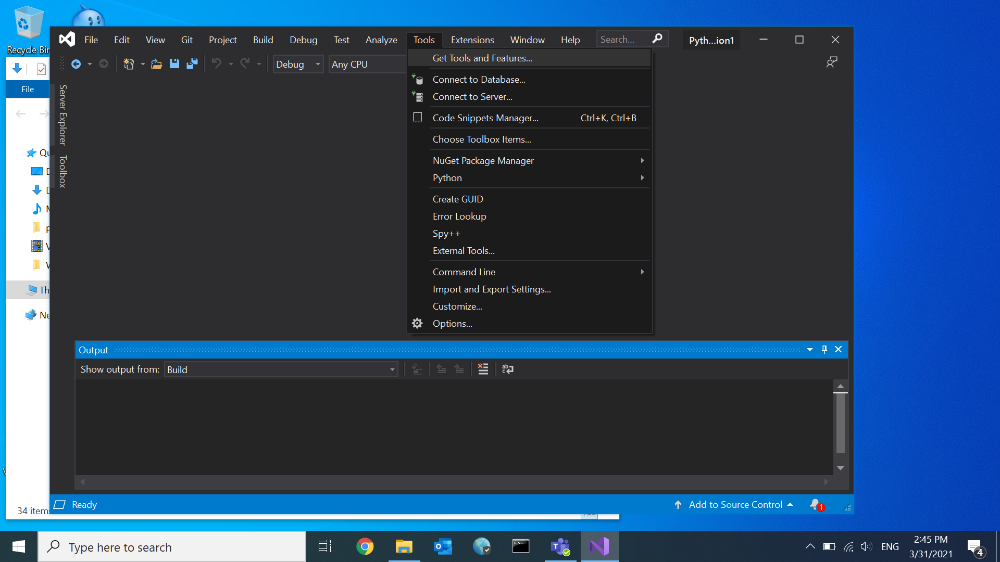 Recycle Bin
File Edit View Git Project Build Debug Test Analyze Tools Extensions Window Help Search... Pyth...ion1
Debug Any CPU
File
Server Explorer
Toolbox
Get Tools and Features...
Connect to Database...
Connect to Server...
Code Snippets Manager... Ctrl+K, Ctrl+B
Choose Toolbox Items...
NuGet Package Manager
Python
Create GUID
Error Lookup
Spy++
External Tools...
Command Line
Import and Export Settings...
Customize...
Options...
Qu
D
D
M
p
V
W
Th
Ne
34 items
Output
Show output from: Build
Ready Add to Source Control 1
Type here to search
ENG
2:45 PM
3/31/2021
4